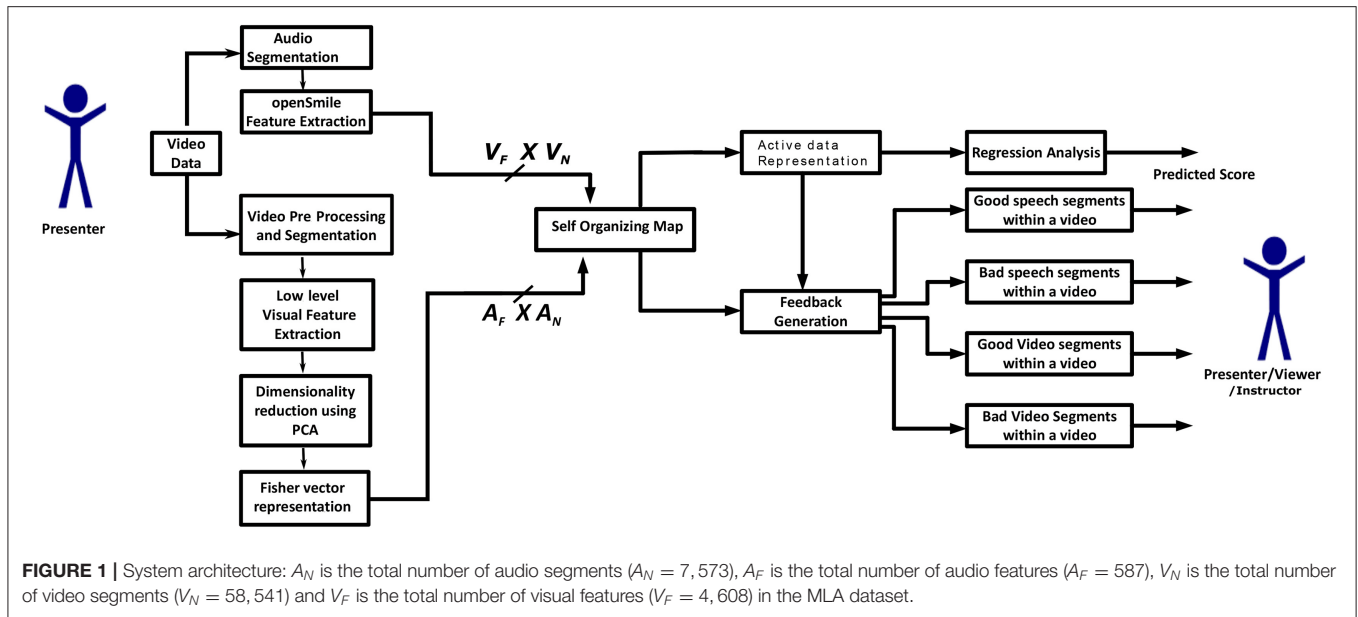 Presenter
Video
Data
Audio
Segmentation
openSmile
Feature Extraction
Video Pre Processing
and Segmentation
Low level
Visual Feature
Extraction
Dimensionality
reduction using
PCA
Fisher vector
representation
V_F X V_N
A_F X A_N
Self Organizing Map
Active data
Representation
Feedback
Generation
Regression Analysis
Predicted Score
Good speech segments
within a video
Bad speech segments
within a video
Good Video segments
within a video
Bad Video Segments
within a video
Presenter/Viewer
/Instructor
FIGURE 1 | System architecture: A_N is the total number of audio segments (A_N = 7, 573), A_F is the total number of audio features (A_F = 587), V_N is the total number
of video segments (V_N = 58, 541) and V_F is the total number of visual features (V_F = 4, 608) in the MLA dataset.